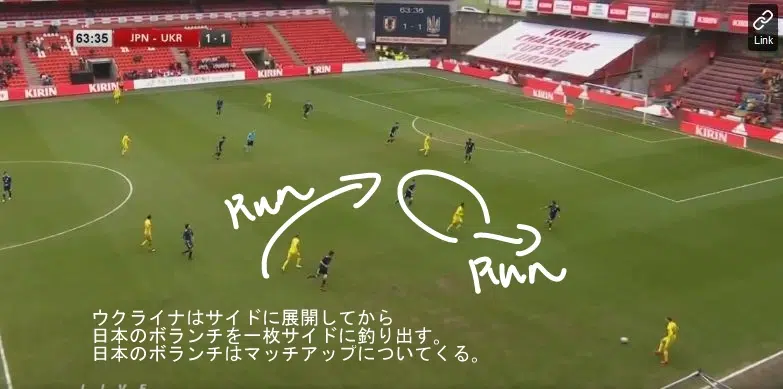 63:36
1-1
Link
63:35 JPN - UKR 1-1
KIRIN
CHALLENGE
CUP
EUROPE
KIRIN
KIRIN
KIRIN
KIRIN
KIRIN
Run
Run
ウクライナはサイドに展開してから
日本のボランチを一枚サイドに釣り出す。
日本のボランチはマッチアップについてくる。
LIVE